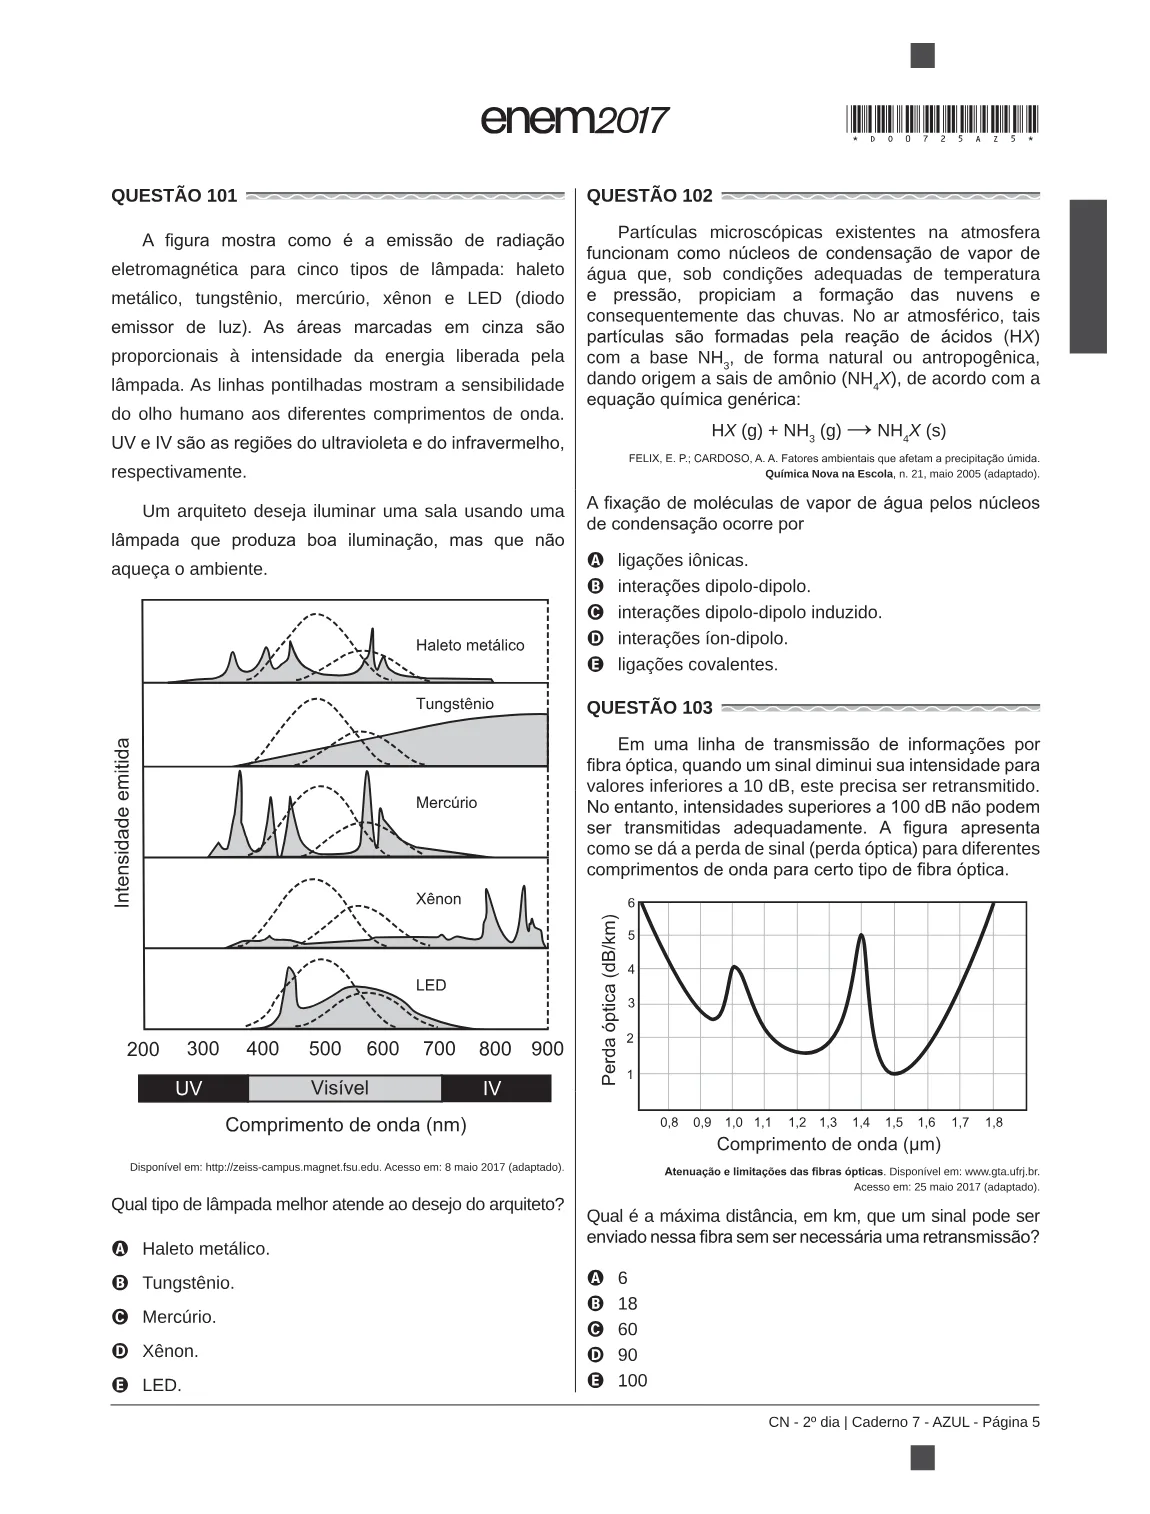 enem2017
* D 0 0 7 2 5 A Z 5 *
QUESTÃO 101
A figura mostra como é a emissão de radiação
eletromagnética para cinco tipos de lâmpada: haleto
metálico, tungstênio, mercúrio, xênon e LED (diodo
emissor de luz). As áreas marcadas em cinza são
proporcionais à intensidade da energia liberada pela
lâmpada. As linhas pontilhadas mostram a sensibilidade
do olho humano aos diferentes comprimentos de onda.
UV e IV são as regiões do ultravioleta e do infravermelho,
respectivamente.
Um arquiteto deseja iluminar uma sala usando uma
lâmpada que produza boa iluminação, mas que não
aqueça o ambiente.
Intensidade emitida
Haleto metálico
Tungstênio
Mercúrio
Xênon
LED
200 300 400 500 600 700 800 900
UV Visível IV
Comprimento de onda (nm)
Disponível em: http://zeiss-campus.magnet.fsu.edu. Acesso em: 8 maio 2017 (adaptado).
Qual tipo de lâmpada melhor atende ao desejo do arquiteto?
A Haleto metálico.
B Tungstênio.
C Mercúrio.
D Xênon.
E LED.
QUESTÃO 102
Partículas microscópicas existentes na atmosfera
funcionam como núcleos de condensação de vapor de
água que, sob condições adequadas de temperatura
e pressão, propiciam a formação das nuvens e
consequentemente das chuvas. No ar atmosférico, tais
partículas são formadas pela reação de ácidos (HX)
com a base NH3, de forma natural ou antropogênica,
dando origem a sais de amônio (NH4X), de acordo com a
equação química genérica:
HX (g) + NH3 (g) ⟶ NH4X (s)
FELIX, E. P.; CARDOSO, A. A. Fatores ambientais que afetam a precipitação úmida.
Química Nova na Escola, n. 21, maio 2005 (adaptado).
A fixação de moléculas de vapor de água pelos núcleos
de condensação ocorre por
A ligações iônicas.
B interações dipolo-dipolo.
C interações dipolo-dipolo induzido.
D interações íon-dipolo.
E ligações covalentes.
QUESTÃO 103
Em uma linha de transmissão de informações por
fibra óptica, quando um sinal diminui sua intensidade para
valores inferiores a 10 dB, este precisa ser retransmitido.
No entanto, intensidades superiores a 100 dB não podem
ser transmitidas adequadamente. A figura apresenta
como se dá a perda de sinal (perda óptica) para diferentes
comprimentos de onda para certo tipo de fibra óptica.
Perda óptica (dB/km)
6
5
4
3
2
1
0,8 0,9 1,0 1,1 1,2 1,3 1,4 1,5 1,6 1,7 1,8
Comprimento de onda (µm)
Atenuação e limitações das fibras ópticas. Disponível em: www.gta.ufrj.br.
Acesso em: 25 maio 2017 (adaptado).
Qual é a máxima distância, em km, que um sinal pode ser
enviado nessa fibra sem ser necessária uma retransmissão?
A 6
B 18
C 60
D 90
E 100
CN - 2º dia | Caderno 7 - AZUL - Página 5